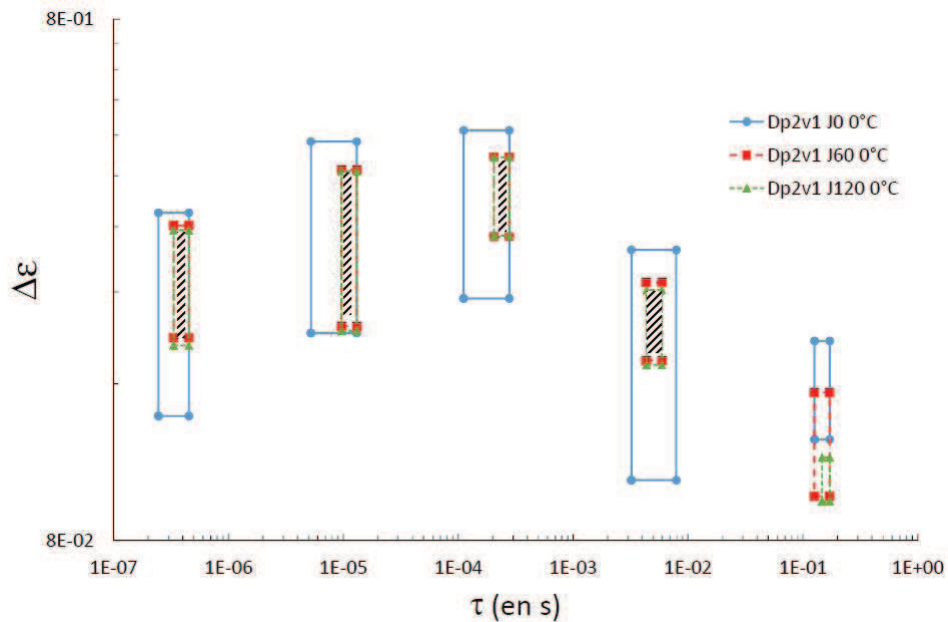 8E-01
Dp2v1 J0 0°C
Dp2v1 J60 0°C
Dp2v1 J120 0°C
Δε
8E-02
1E-07 1E-06 1E-05 1E-04 1E-03 1E-02 1E-01 1E+00
τ (en s)